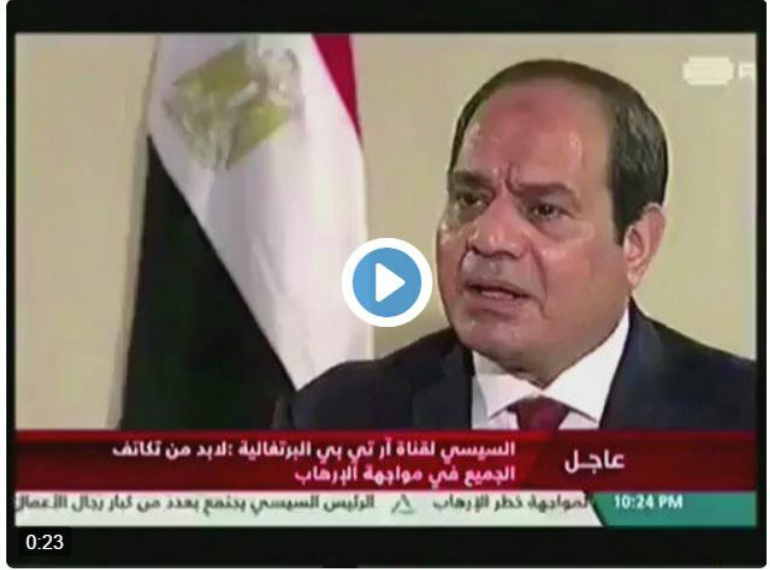 عاجل
السيسي لقناة آر تي بي البرتغالية :لابد من تكاتف
الجميع في مواجهة الإرهاب
10:24 PM
لمواجهة خطر الإرهاب
الرئيس السيسي يجتمع بعدد من كبار رجال الأعمال
0:23